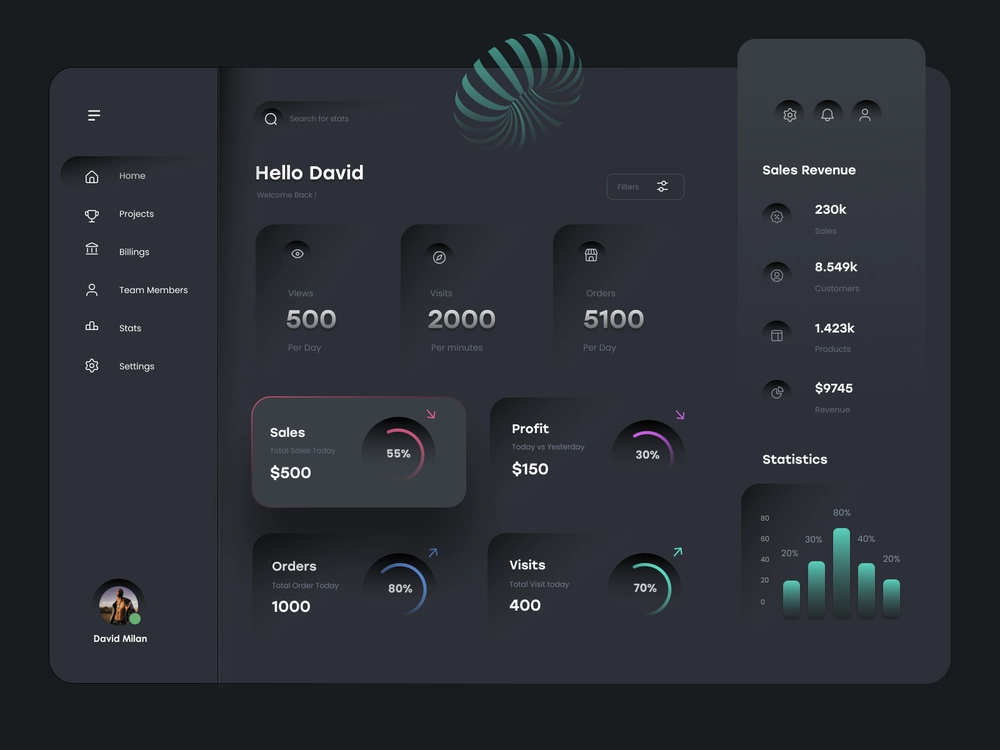 Home
Projects
Billings
Team Members
Stats
Settings
David Milan
Search for stats
Hello David
Welcome Back !
Filters
Views
500
Per Day
Visits
2000
Per minutes
Orders
5100
Per Day
Sales
Total Sales Today
$500
55%
Profit
Today vs Yesterday
$150
30%
Orders
Total Order Today
1000
80%
Visits
Total Visit today
400
70%
Sales Revenue
230k
Sales
8.549k
Customers
1.423k
Products
$9745
Revenue
Statistics
80
60
40
20
0
20%
30%
80%
40%
20%